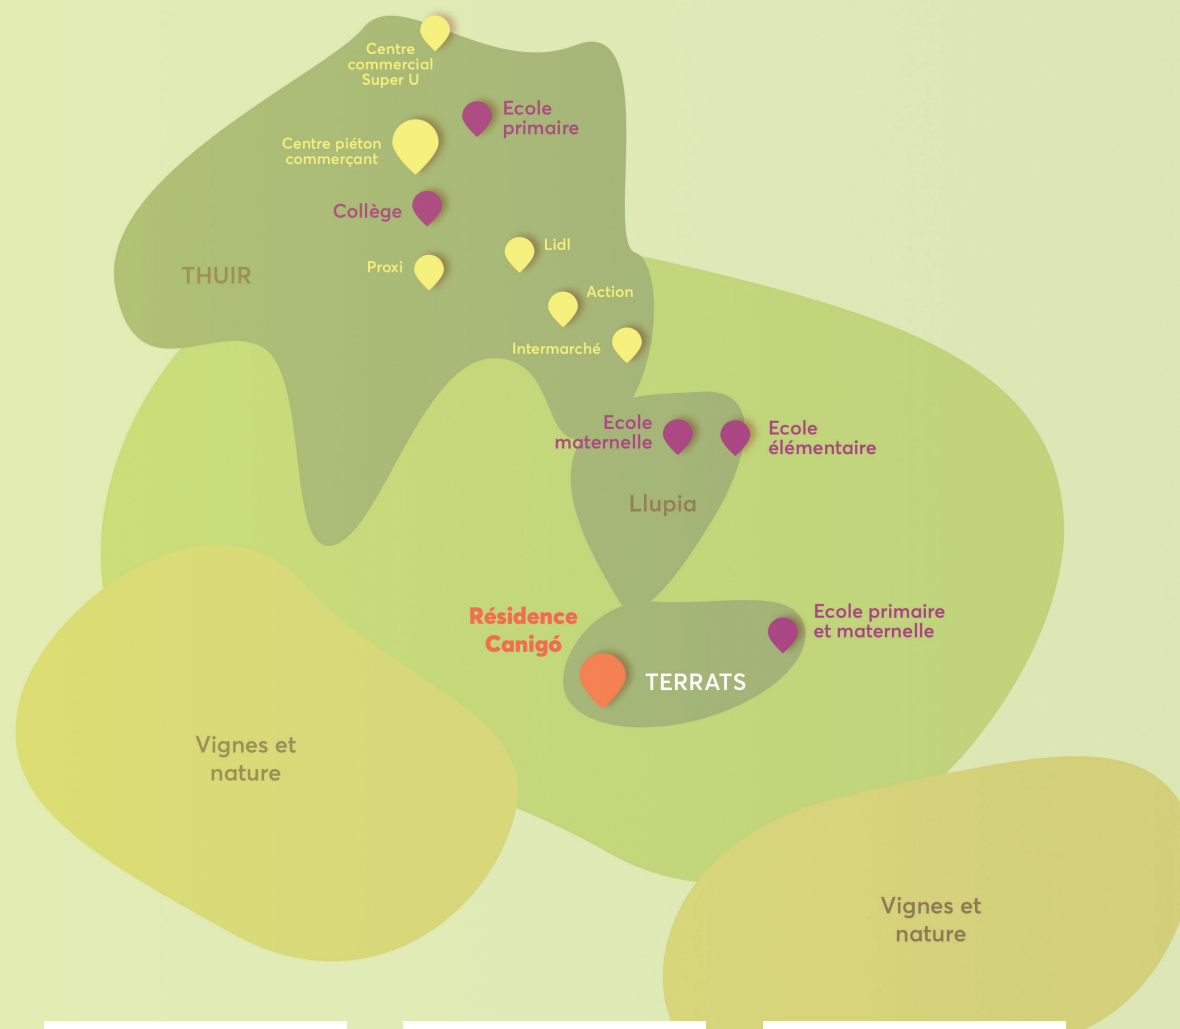 Centre
commercial
Super U
Ecole
primaire
Centre piéton
commerçant
Collège
Lidl
Proxi
THUIR
Action
Intermarché
Ecole
maternelle
Ecole
élémentaire
Llupia
Résidence
Canigó
Ecole primaire
et maternelle
TERRATS
Vignes et
nature
Vignes et
nature